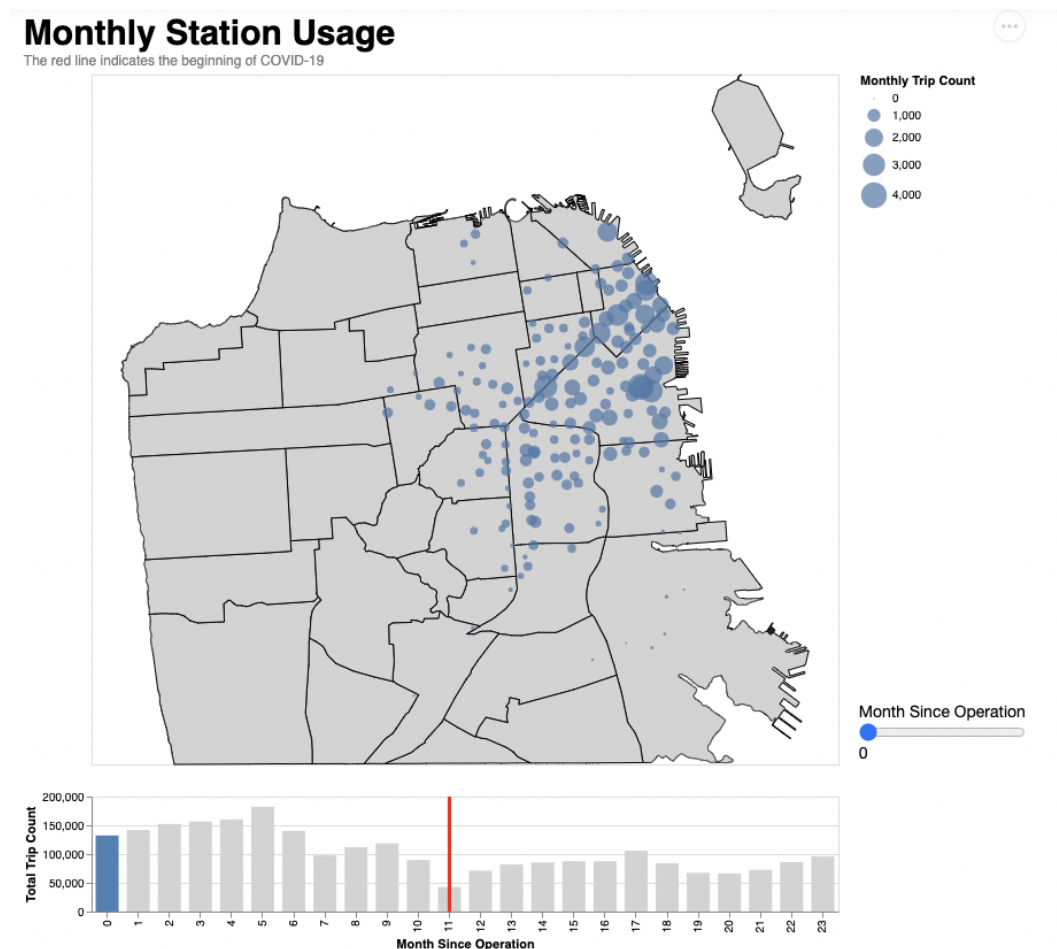 Monthly Station Usage
The red line indicates the beginning of COVID-19
Monthly Trip Count
0
1,000
2,000
3,000
4,000
Month Since Operation
0
200,000
150,000
100,000
50,000
0
Total Trip Count
0 1 2 3 4 5 6 7 8 9 10 11 12 13 14 15 16 17 18 19 20 21 22 23
Month Since Operation